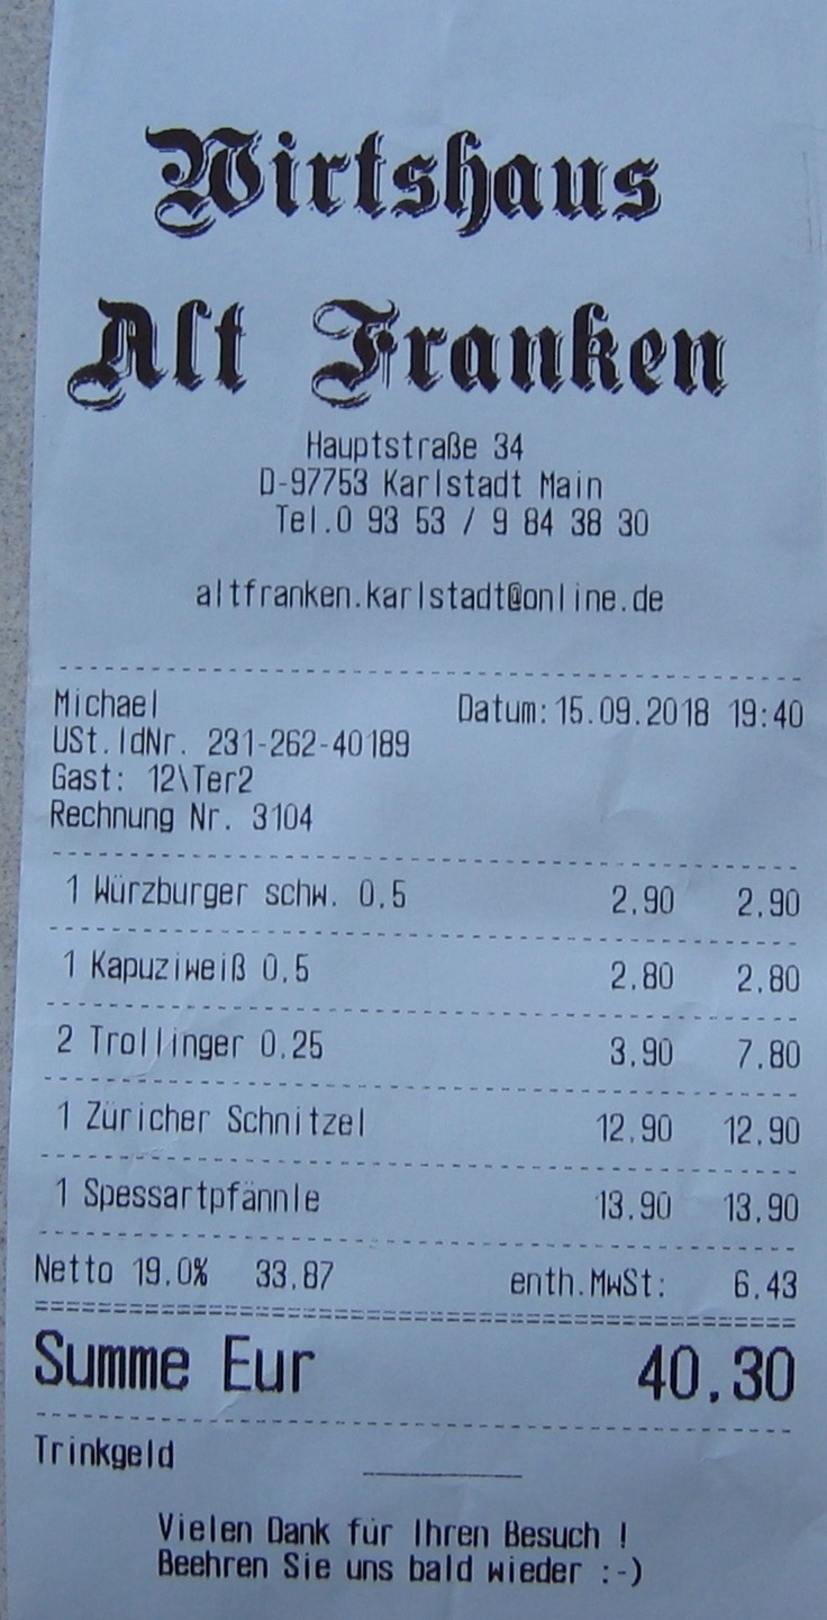 Wirtshaus
Alt Franken
Hauptstraße 34
D-97753 Karlstadt Main
Tel.0 93 53 / 9 84 38 30
altfranken.karlstadt@online.de
Michael Datum:15.09.2018 19:40
USt.IdNr. 231-262-40189
Gast: 12\Ter2
Rechnung Nr. 3104
1 Würzburger schw. 0.5 2.90 2.90
1 Kapuziweiß 0.5 2.80 2.80
2 Trollinger 0.25 3.90 7.80
1 Züricher Schnitzel 12.90 12.90
1 Spessartpfännle 13.90 13.90
Netto 19.0% 33.87 enth.MwSt: 6.43
Summe Eur 40.30
Trinkgeld
Vielen Dank für Ihren Besuch !
Beehren Sie uns bald wieder :-)